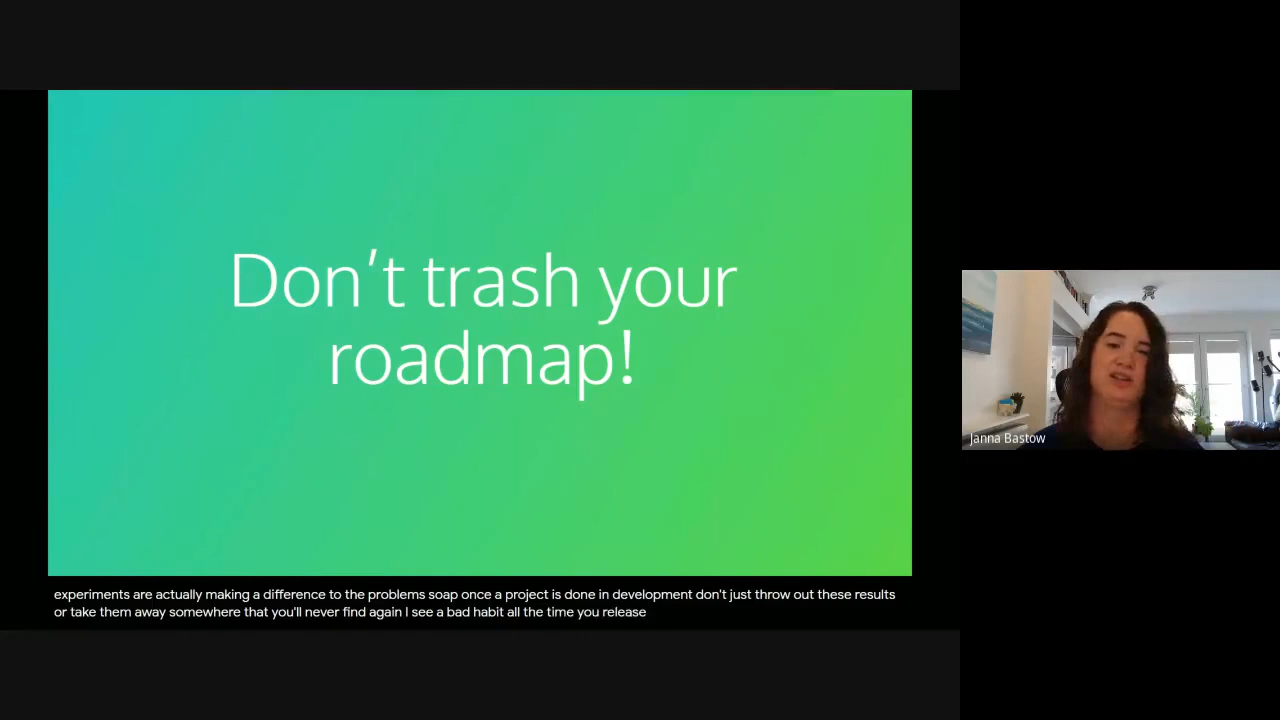 Don't trash your
roadmap!
Janna Bastow
experiments are actually making a difference to the problems soap once a project is done in development don't just throw out these results
or take them away somewhere that you'll never find again I see a bad habit all the time you release